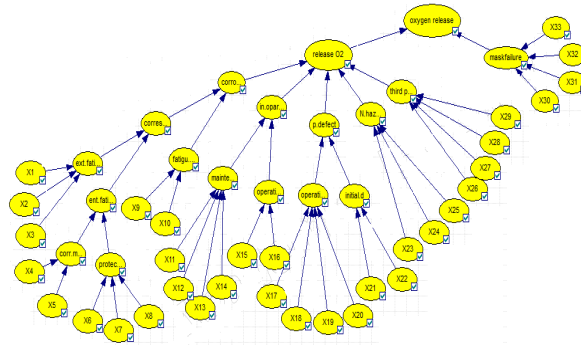 oxygen release
X33
release O2
maskfailure
X32
X31
X30
corro...
third p...
in.opar...
N.haz...
X29
corres...
p.defect
X28
fatigu...
X27
ext.fati...
X26
X1
mainte...
operati...
operati...
initial.d
X25
X2
ent.fati...
X9
X24
X3
X10
X23
corr.m...
X15
X16
X22
X4
protec...
X11
X14
X21
X12
X17
X5
X13
X18
X19
X20
X6
X7
X8